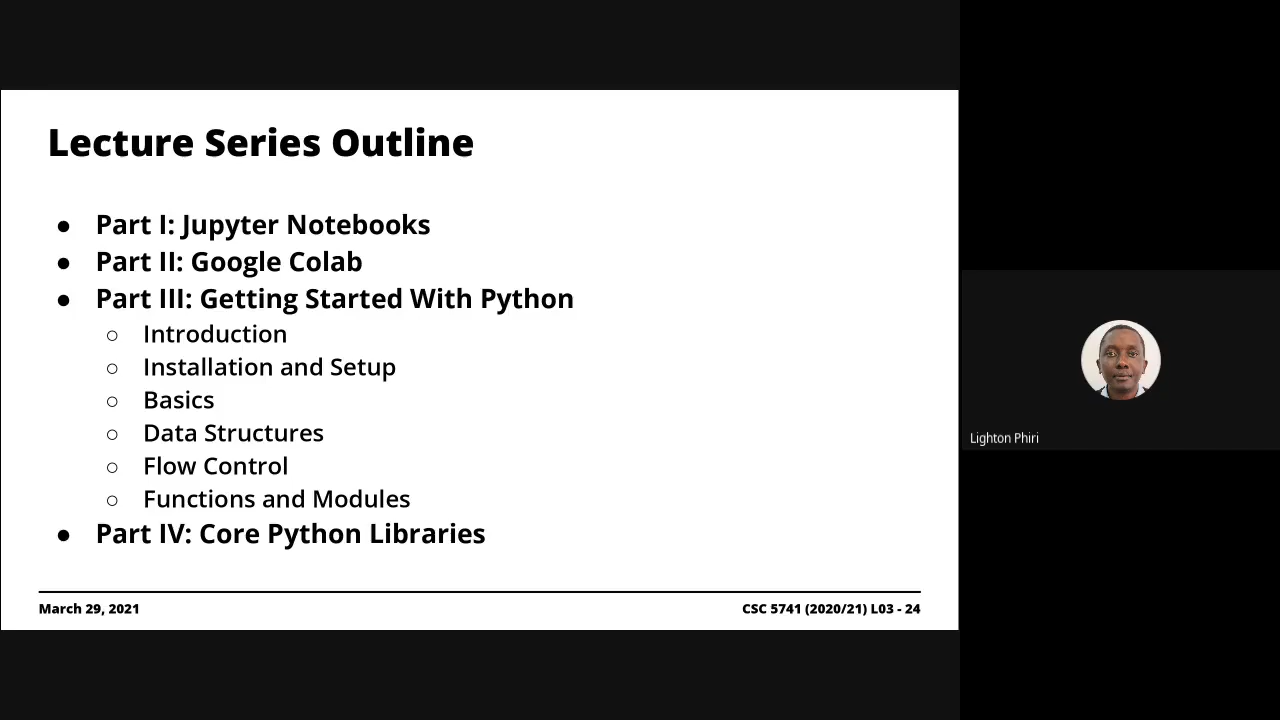 Lecture Series Outline
● Part I: Jupyter Notebooks
● Part II: Google Colab
● Part III: Getting Started With Python
○ Introduction
○ Installation and Setup
○ Basics
○ Data Structures
○ Flow Control
○ Functions and Modules
● Part IV: Core Python Libraries
March 29, 2021
CSC 5741 (2020/21) L03 - 24
Lighton Phiri